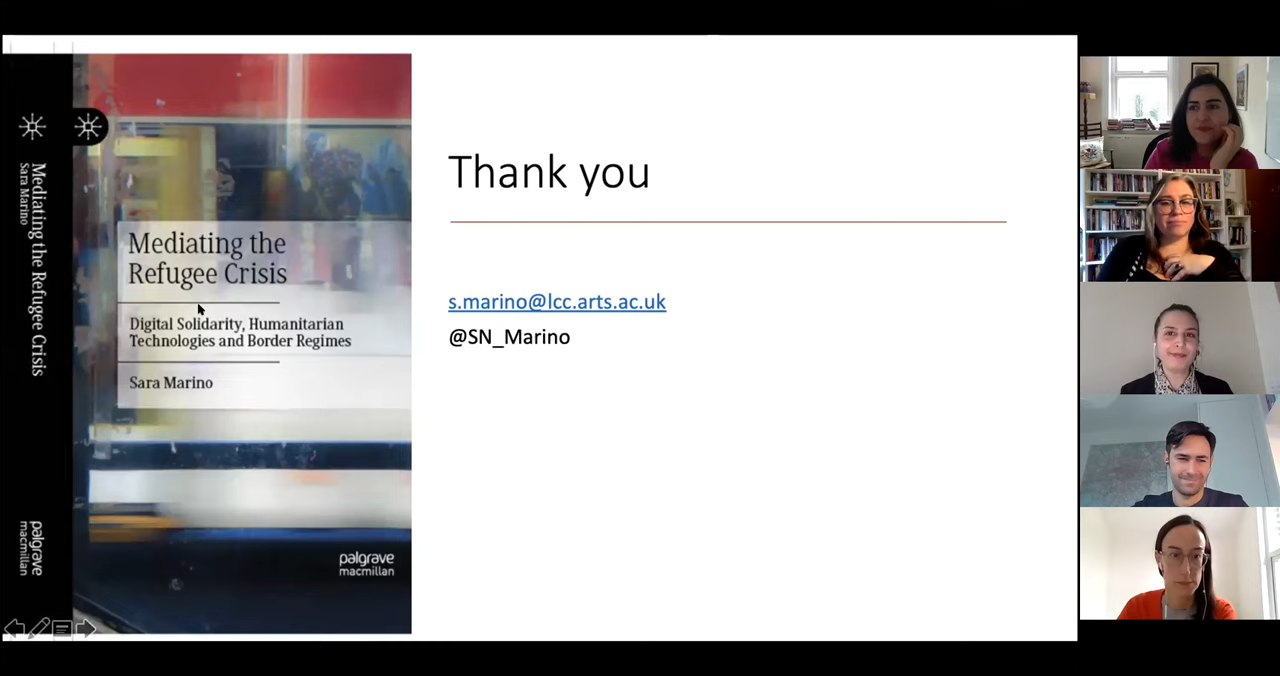 Mediating the Refugee Crisis
Sara Marino
palgrave
macmillan
Mediating the
Refugee Crisis
Digital Solidarity, Humanitarian
Technologies and Border Regimes
Sara Marino
palgrave
macmillan
Thank you
s.marino@lcc.arts.ac.uk
@SN_Marino